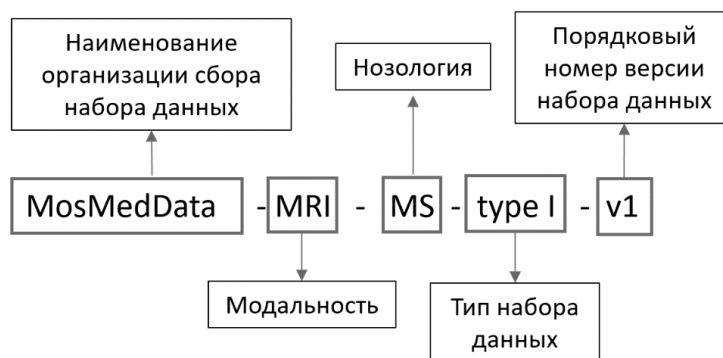 Наименование
организации сбора
набора данных
Нозология
Порядковый
номер версии
набора данных
MosMedData - MRI - MS - type I - v1
Модальность
Тип набора
данных